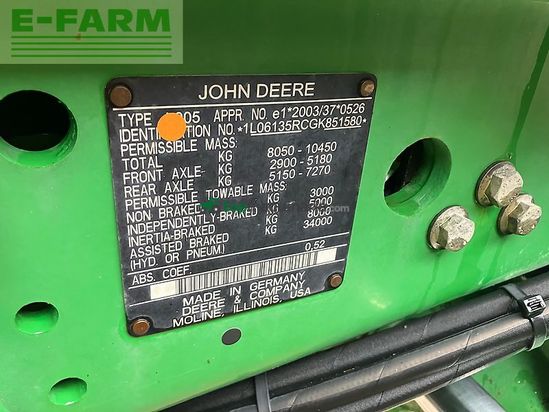 E-FARM
JOHN DEERE
TYPE 05 APPR. NO. e1*2003/37*0526
IDENTIFICATION NO. *1L06135RCGK851580*
PERMISSIBLE MASS:
TOTAL KG 8050 - 10450
FRONT AXLE- KG 2900 - 5180
REAR AXLE- KG 5150 - 7270
PERMISSIBLE TOWABLE MASS:
NON BRAKED KG 3000
INDEPENDENTLY-BRAKED KG 5000
INERTIA-BRAKED KG 8000
ASSISTED BRAKED KG 34000
(HYD. OR PNEUM)
ABS. COEF. 0,52
MADE IN GERMANY
DEERE & COMPANY
MOLINE, ILLINOIS, USA